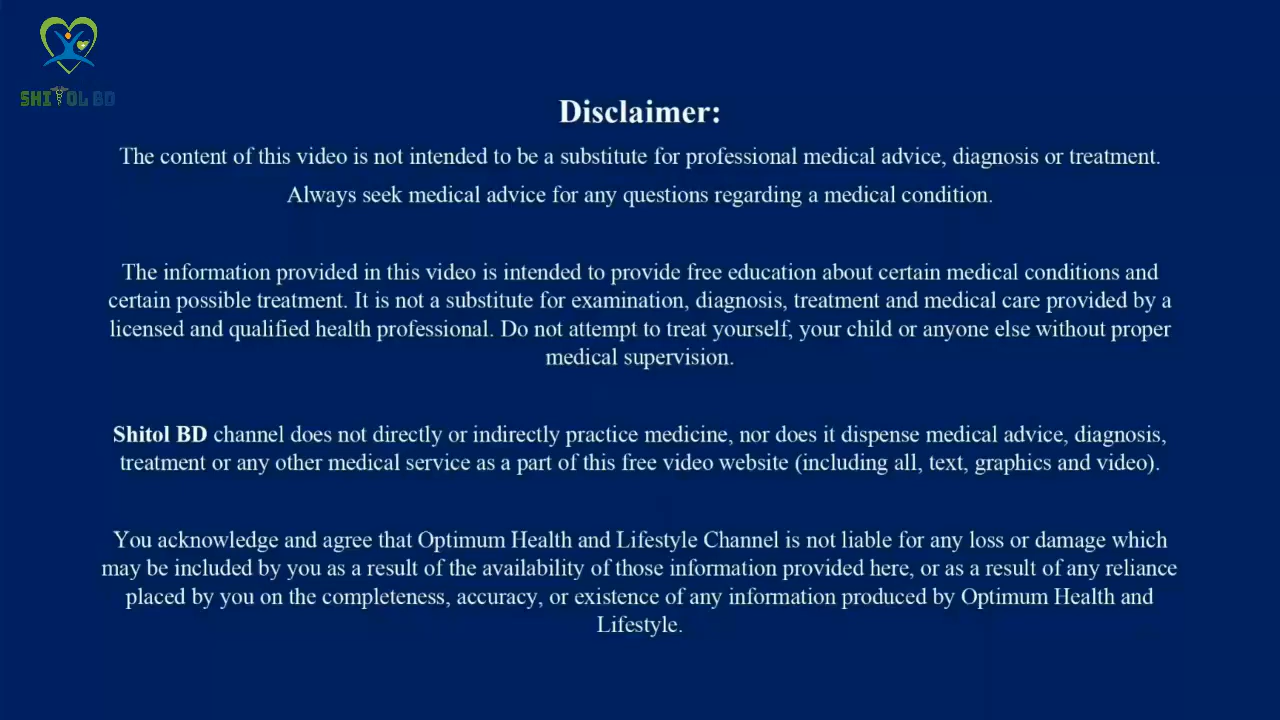 SHITOL BD
Disclaimer:
The content of this video is not intended to be a substitute for professional medical advice, diagnosis or treatment.
Always seek medical advice for any questions regarding a medical condition.
The information provided in this video is intended to provide free education about certain medical conditions and
certain possible treatment. It is not a substitute for examination, diagnosis, treatment and medical care provided by a
licensed and qualified health professional. Do not attempt to treat yourself, your child or anyone else without proper
medical supervision.
Shitol BD channel does not directly or indirectly practice medicine, nor does it dispense medical advice, diagnosis,
treatment or any other medical service as a part of this free video website (including all, text, graphics and video).
You acknowledge and agree that Optimum Health and Lifestyle Channel is not liable for any loss or damage which
may be included by you as a result of the availability of those information provided here, or as a result of any reliance
placed by you on the completeness, accuracy, or existence of any information produced by Optimum Health and
Lifestyle.